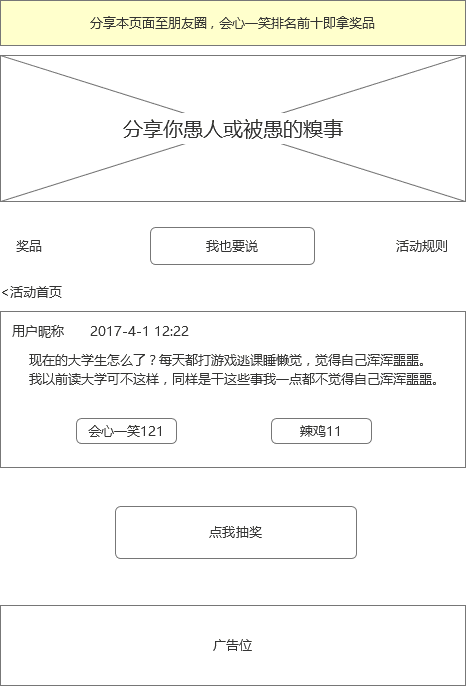 分享本页面至朋友圈，会心一笑排名前十即拿奖品
分享你愚人或被愚的糗事
奖品
我也要说
活动规则
<活动首页
用户昵称 2017-4-1 12:22
现在的大学生怎么了？每天都打游戏逃课睡懒觉，觉得自己浑浑噩噩。
我以前读大学可不这样，同样是干这些事我一点都不觉得自己浑浑噩噩。
会心一笑121
辣鸡11
点我抽奖
广告位